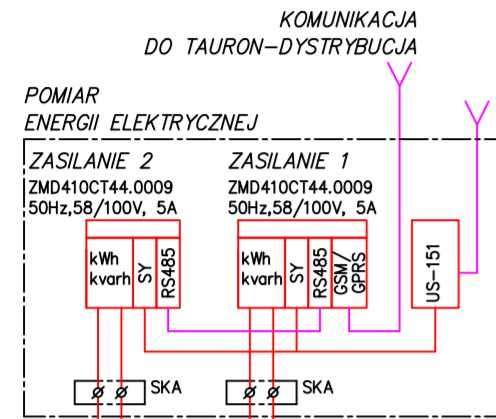 KOMUNIKACJA
DO TAURON-DYSTRYBUCJA
POMIAR
ENERGII ELEKTRYCZNEJ
ZASILANIE 2
ZMD410CT44.0009
50Hz,58/100V, 5A
kWh
kvarh
SY
RS485
SKA
ZASILANIE 1
ZMD410CT44.0009
50Hz,58/100V, 5A
kWh
kvarh
SY
RS485
GSM/
GPRS
SKA
US-151